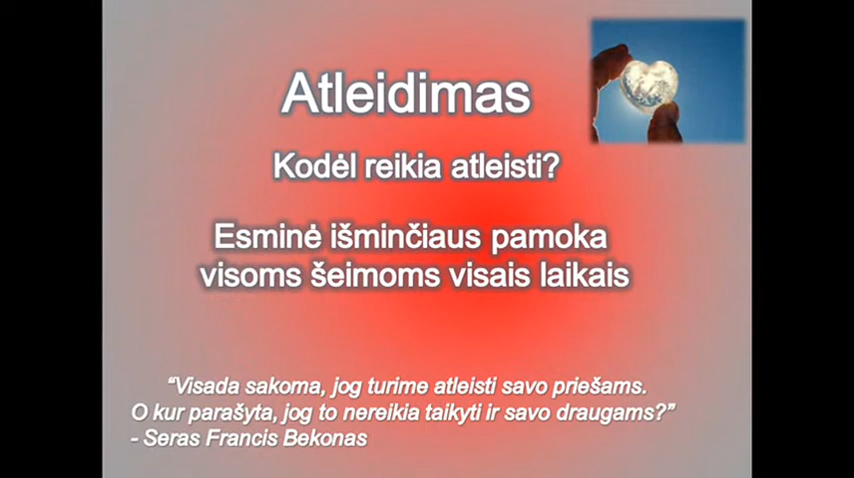 Atleidimas
Kodėl reikia atleisti?
Esminė išminčiaus pamoka
visoms šeimoms visais laikais
“Visada sakoma, jog turime atleisti savo priešams.
O kur parašyta, jog to nereikia taikyti ir savo draugams?”
- Seras Francis Bekonas